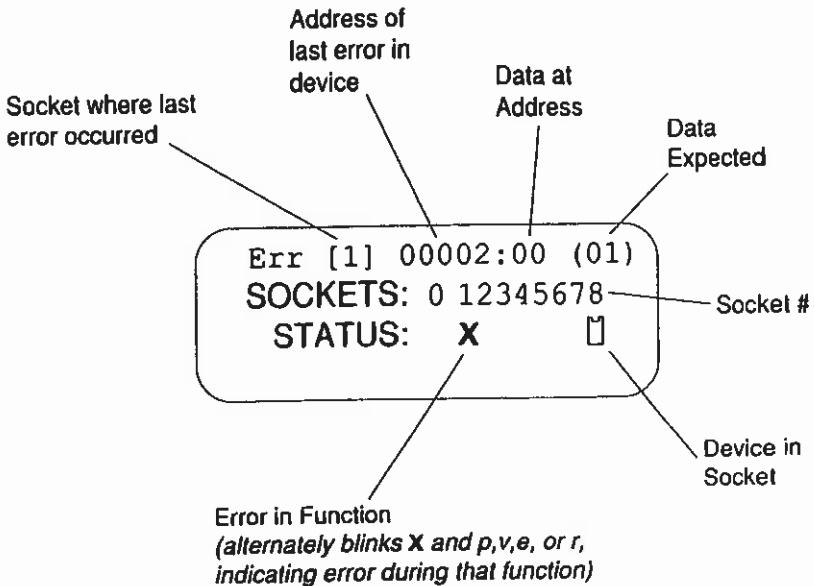 Address of
last error in
device
Data at
Address
Socket where last
error occurred
Data
Expected
Err [1] 00002:00 (01)
SOCKETS: 0 12345678
Socket #
STATUS: X
Device in
Socket
Error in Function
(alternately blinks X and p,v,e, or r,
indicating error during that function)